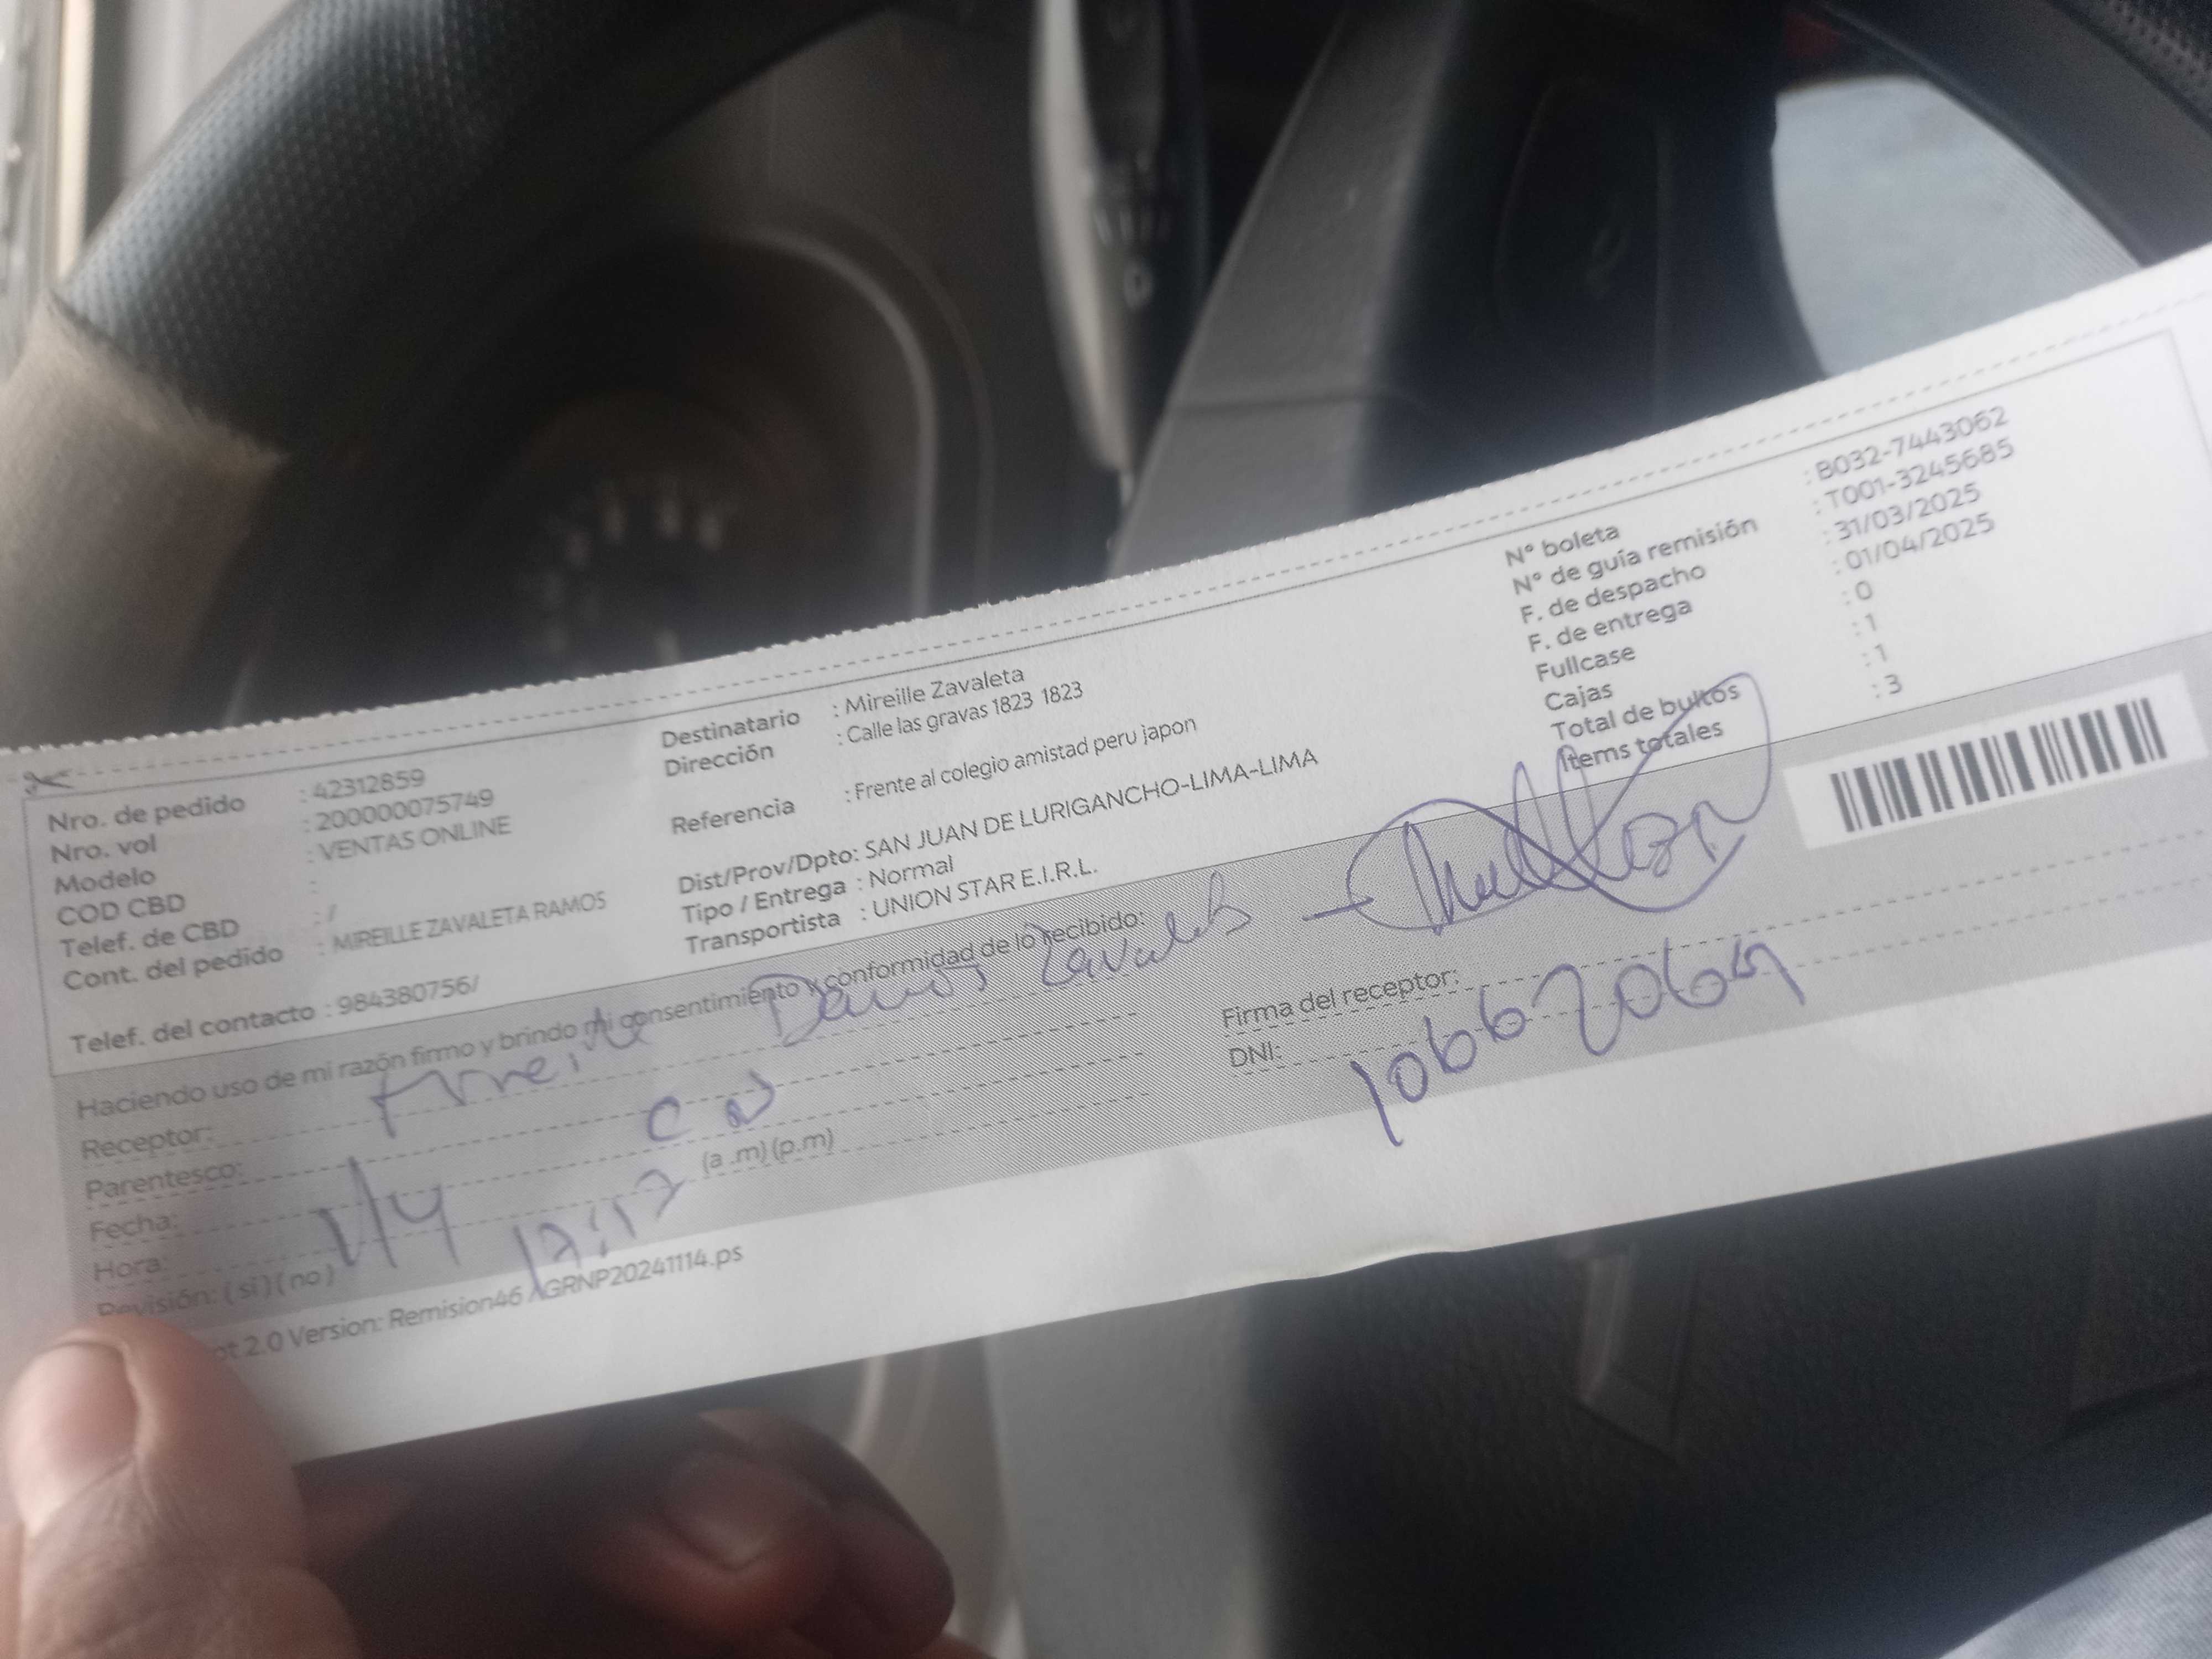 Nro. de pedido : 42312859
Nro. vol : 200000075749
Modelo : VENTAS ONLINE
COD CBD :
Telef. de CBD : /
Cont. del pedido : MIREILLE ZAVALETA RAMOS
Telef. del contacto : 984380756/
Destinatario : Mireille Zavaleta
Dirección : Calle las gravas 1823 1823
Referencia : Frente al colegio amistad peru japon
Dist/Prov/Dpto: SAN JUAN DE LURIGANCHO-LIMA-LIMA
Tipo / Entrega : Normal
Transportista : UNION STAR E.I.R.L.
N° boleta : B032-7443062
N° de guía remisión : T001-3245685
F. de despacho : 31/03/2025
F. de entrega : 01/04/2025
Fullcase : 0
Cajas : 1
Total de bultos : 1
Items totales : 3
Haciendo uso de mi razón firmo y brindo mi consentimiento y conformidad de lo recibido:
Receptor: Zavaleta
Parentesco:
Fecha: 1/4
Hora: (a .m) (p.m)
Revisión: ( si ) ( no )
Firma del receptor:
DNI:
ot 2.0 Version: Remision46 /GRNP20241114.ps